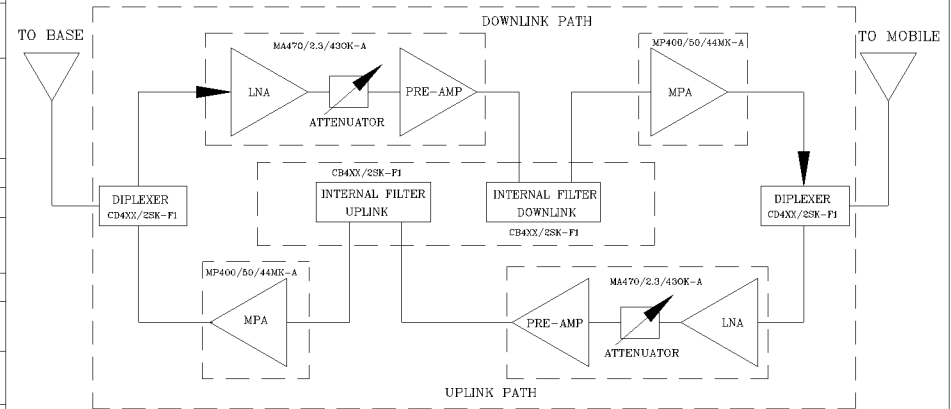 DOWNLINK PATH
TO BASE
TO MOBILE
MA470/2.3/430K-A
MP400/50/44MK-A
LNA
PRE-AMP
MPA
ATTENUATOR
CB4XX/2SK-F1
INTERNAL FILTER
UPLINK
INTERNAL FILTER
DOWNLINK
CB4XX/2SK-F1
DIPLEXER
CD4XX/2SK-F1
DIPLEXER
CD4XX/2SK-F1
MP400/50/44MK-A
MA470/2.3/430K-A
MPA
PRE-AMP
LNA
ATTENUATOR
UPLINK PATH